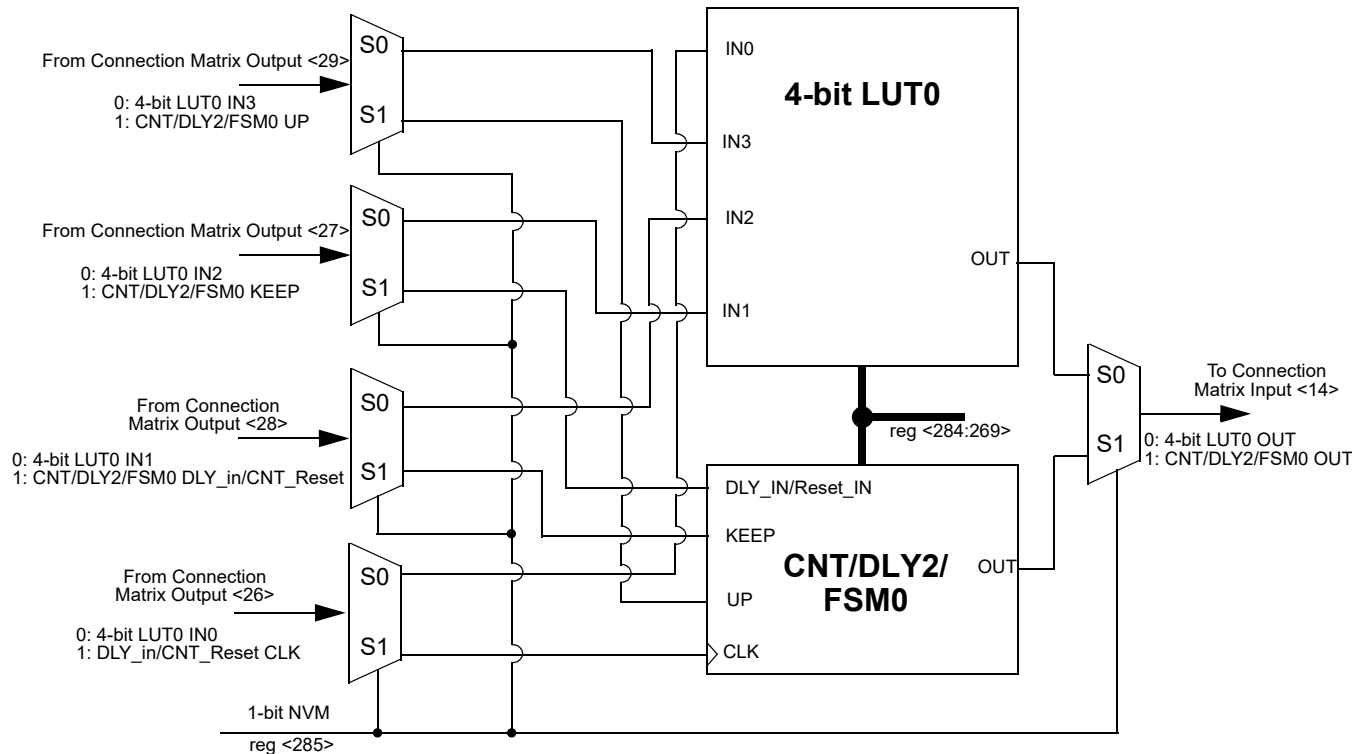 From Connection Matrix Output <29>
0: 4-bit LUT0 IN3
1: CNT/DLY2/FSM0 UP
S0
S1
From Connection Matrix Output <27>
0: 4-bit LUT0 IN2
1: CNT/DLY2/FSM0 KEEP
S0
S1
From Connection
Matrix Output <28>
0: 4-bit LUT0 IN1
1: CNT/DLY2/FSM0 DLY_in/CNT_Reset
S0
S1
From Connection
Matrix Output <26>
0: 4-bit LUT0 IN0
1: DLY_in/CNT_Reset CLK
S0
S1
1-bit NVM
reg <285>
IN0
4-bit LUT0
IN3
IN2
OUT
IN1
reg <284:269>
DLY_IN/Reset_IN
KEEP
CNT/DLY2/
FSM0
OUT
UP
CLK
S0
S1
To Connection
Matrix Input <14>
0: 4-bit LUT0 OUT
1: CNT/DLY2/FSM0 OUT